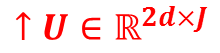 ↑ U ∈ ℝ^{2d×J}